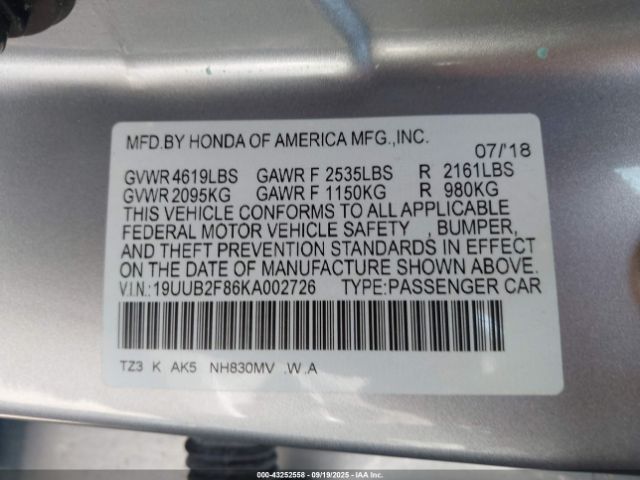 MFD.BY HONDA OF AMERICA MFG.,INC.
07/'18
GVWR 4619LBS GAWR F 2535LBS R 2161LBS
GVWR 2095KG GAWR F 1150KG R 980KG
THIS VEHICLE CONFORMS TO ALL APPLICABLE
FEDERAL MOTOR VEHICLE SAFETY , BUMPER,
AND THEFT PREVENTION STANDARDS IN EFFECT
ON THE DATE OF MANUFACTURE SHOWN ABOVE.
V.I.N.:19UUB2F86KA002726 TYPE:PASSENGER CAR
TZ3 K AK5 NH830MV .W .A
000-43252558 - 09/19/2025 - IAA Inc.